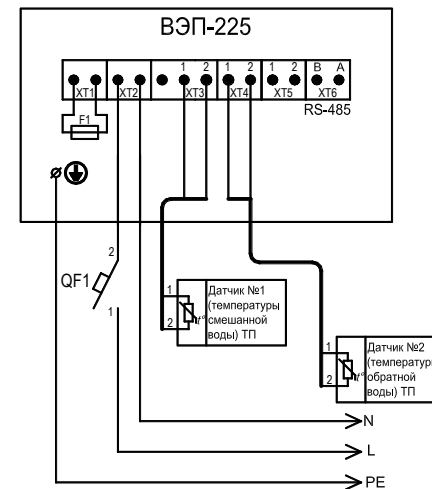 ВЭП-225
1 2 1 2 1 2 B A
XT1 XT2 XT3 XT4 XT5 XT6
RS-485
F1
2
QF1
1
1
2
t°
Датчик №1
(температуры
смешанной
воды) ТП
1
2
t°
Датчик №2
(температуры
обратной
воды) ТП
N
L
PE